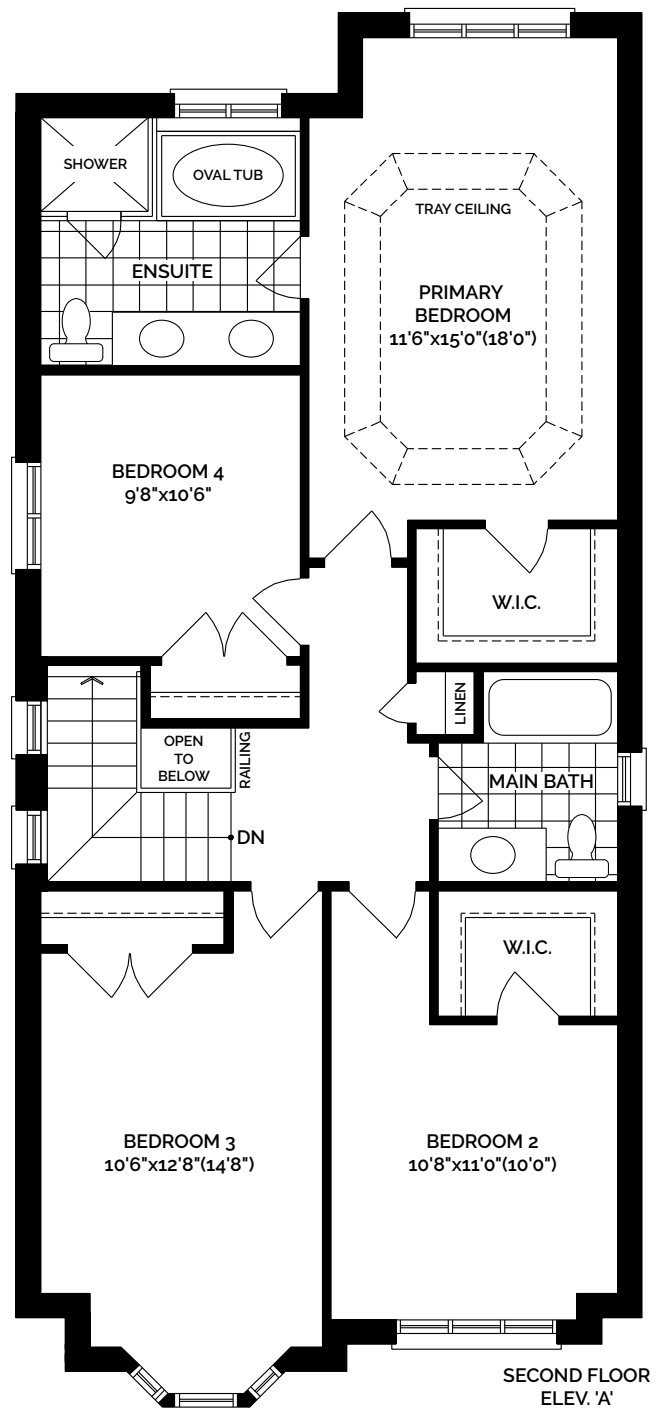 SHOWER
OVAL TUB
TRAY CEILING
ENSUITE
PRIMARY
BEDROOM
11'6"x15'0"(18'0")
BEDROOM 4
9'8"x10'6"
W.I.C.
LINEN
OPEN
TO
BELOW
RAILING
MAIN BATH
DN
W.I.C.
BEDROOM 3
10'6"x12'8"(14'8")
BEDROOM 2
10'8"x11'0"(10'0")
SECOND FLOOR
ELEV. 'A'